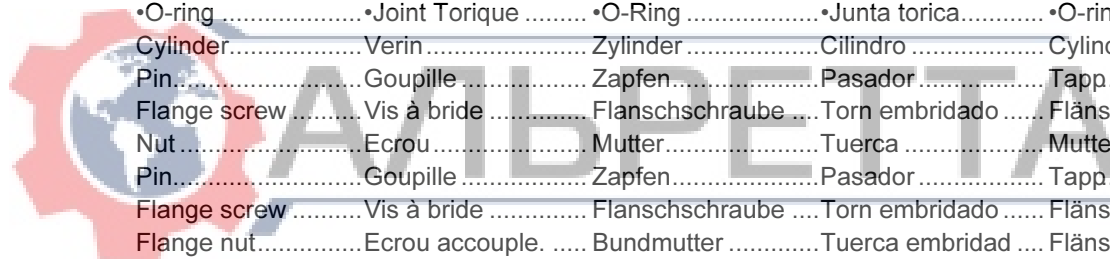 •O-ring ..................... •Joint Torique .......... •O-Ring ..................... •Junta torica............ •O-rin
Cylinder..................... Verin.......................... Zylinder ..................... Cilindro .................... Cylind
Pin.............................. Goupille..................... Zapfen........................ Pasador .................... Tapp
Flange screw ........... Vis à bride ............... Flanschschraube .... Torn embridado ...... Fläns
Nut ............................. Ecrou.......................... Mutter......................... Tuerca ...................... Mutte
Pin.............................. Goupille ..................... Zapfen........................ Pasador .................... Tapp
Flange screw ........... Vis à bride ............... Flanschschraube .... Torn embridado ...... Fläns
Flange nut................. Ecrou accouple. ..... Bundmutter .............. Tuerca embridad .... Fläns
АЛЬРЕТТА